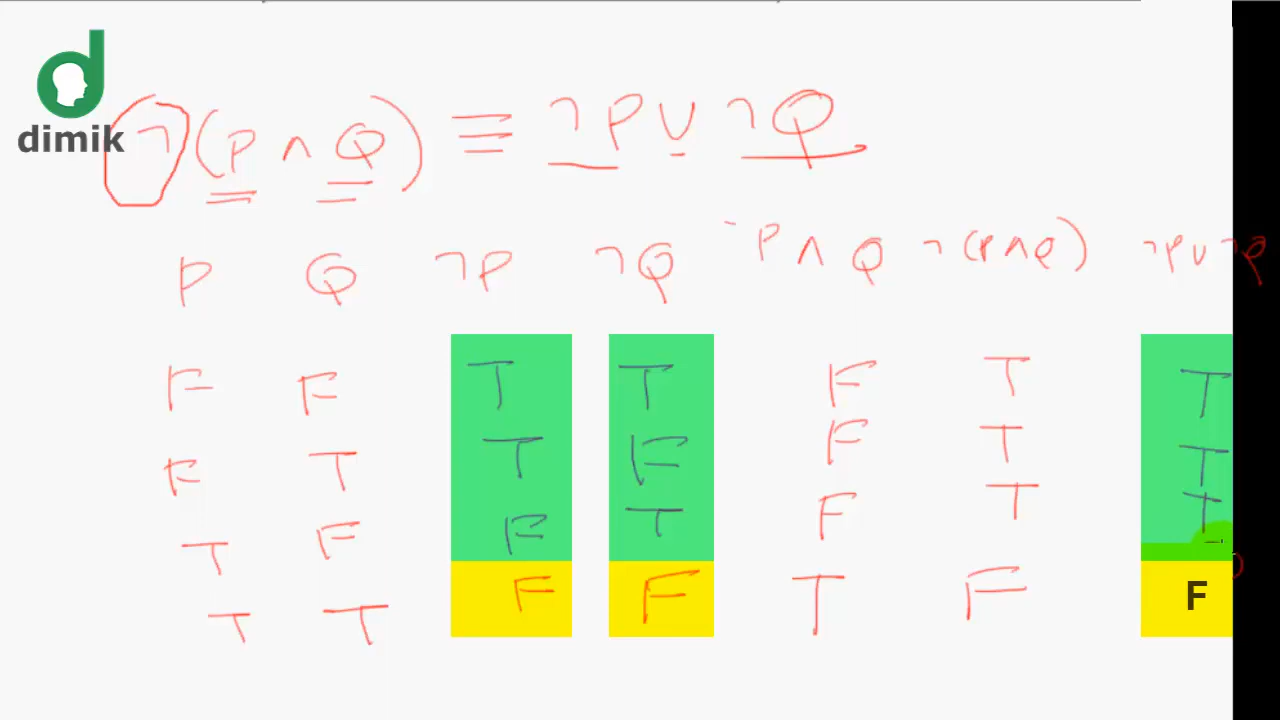 dimik
¬(P ∧ Q) ≡ ¬P ∨ ¬Q
P Q ¬P ¬Q P ∧ Q ¬(P ∧ Q) ¬P ∨ ¬Q
F F T T F T T
F T T F F T T
T F F T F T T
T T F F T F F